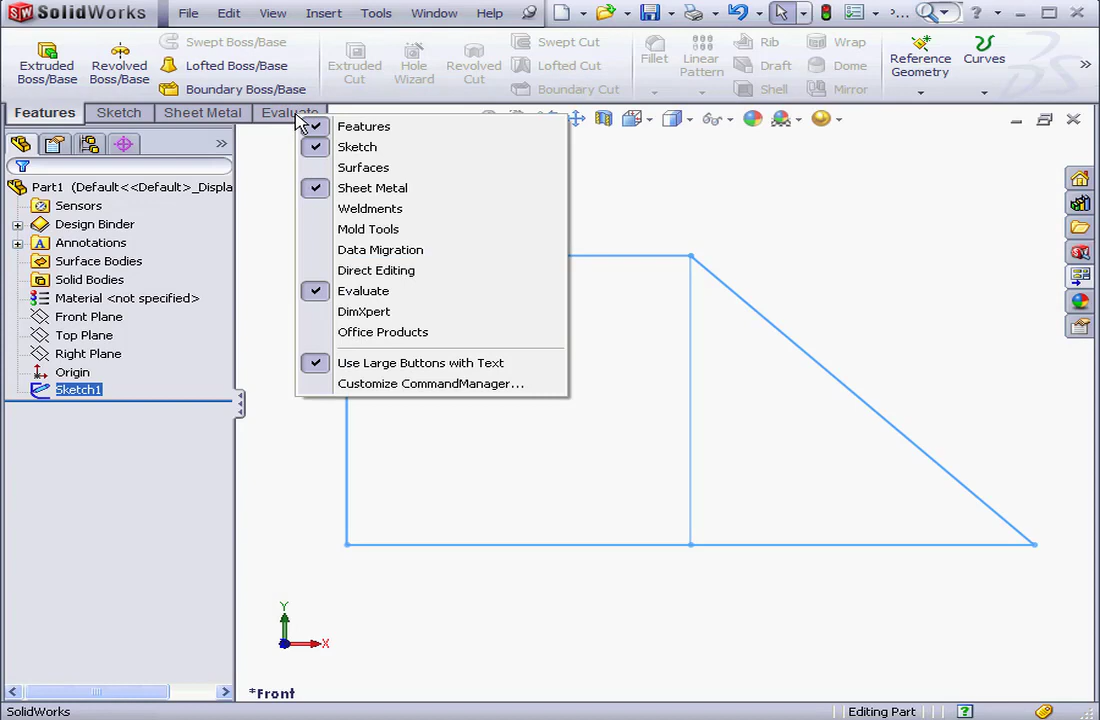 SolidWorks File Edit View Insert Tools Window Help
Extruded Boss/Base
Revolved Boss/Base
Swept Boss/Base
Lofted Boss/Base
Boundary Boss/Base
Extruded Cut
Hole Wizard
Revolved Cut
Swept Cut
Lofted Cut
Boundary Cut
Fillet
Linear Pattern
Rib
Draft
Shell
Wrap
Dome
Mirror
Reference Geometry
Curves
Features Sketch Sheet Metal Evaluate
Features
Sketch
Surfaces
Sheet Metal
Weldments
Mold Tools
Data Migration
Direct Editing
Evaluate
DimXpert
Office Products
Use Large Buttons with Text
Customize CommandManager...
Part1 (Default<<Default>_Displa
Sensors
Design Binder
A Annotations
Surface Bodies
Solid Bodies
Material <not specified>
Front Plane
Top Plane
Right Plane
Origin
Sketch1
Y
X
*Front
SolidWorks Editing Part